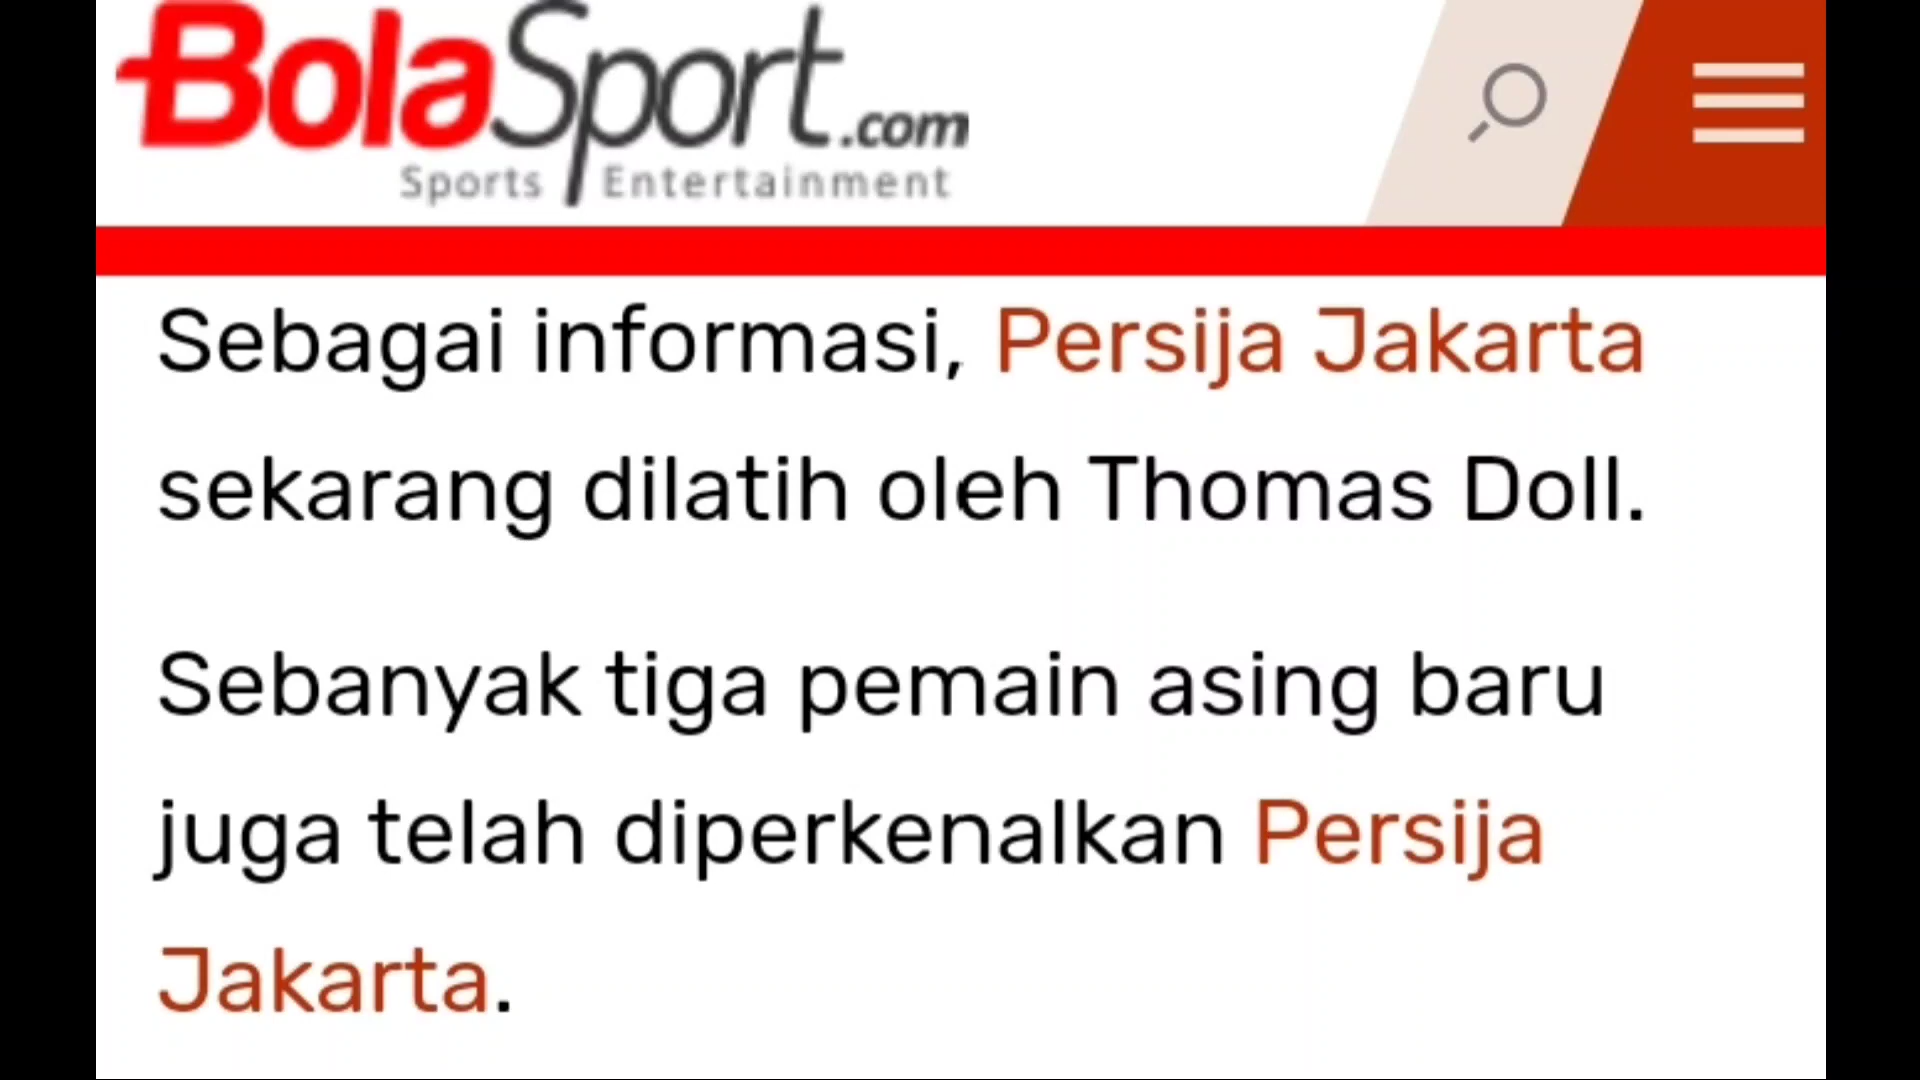 BolaSport.com
Sports Entertainment
Sebagai informasi, Persija Jakarta
sekarang dilatih oleh Thomas Doll.
Sebanyak tiga pemain asing baru
juga telah diperkenalkan Persija
Jakarta.